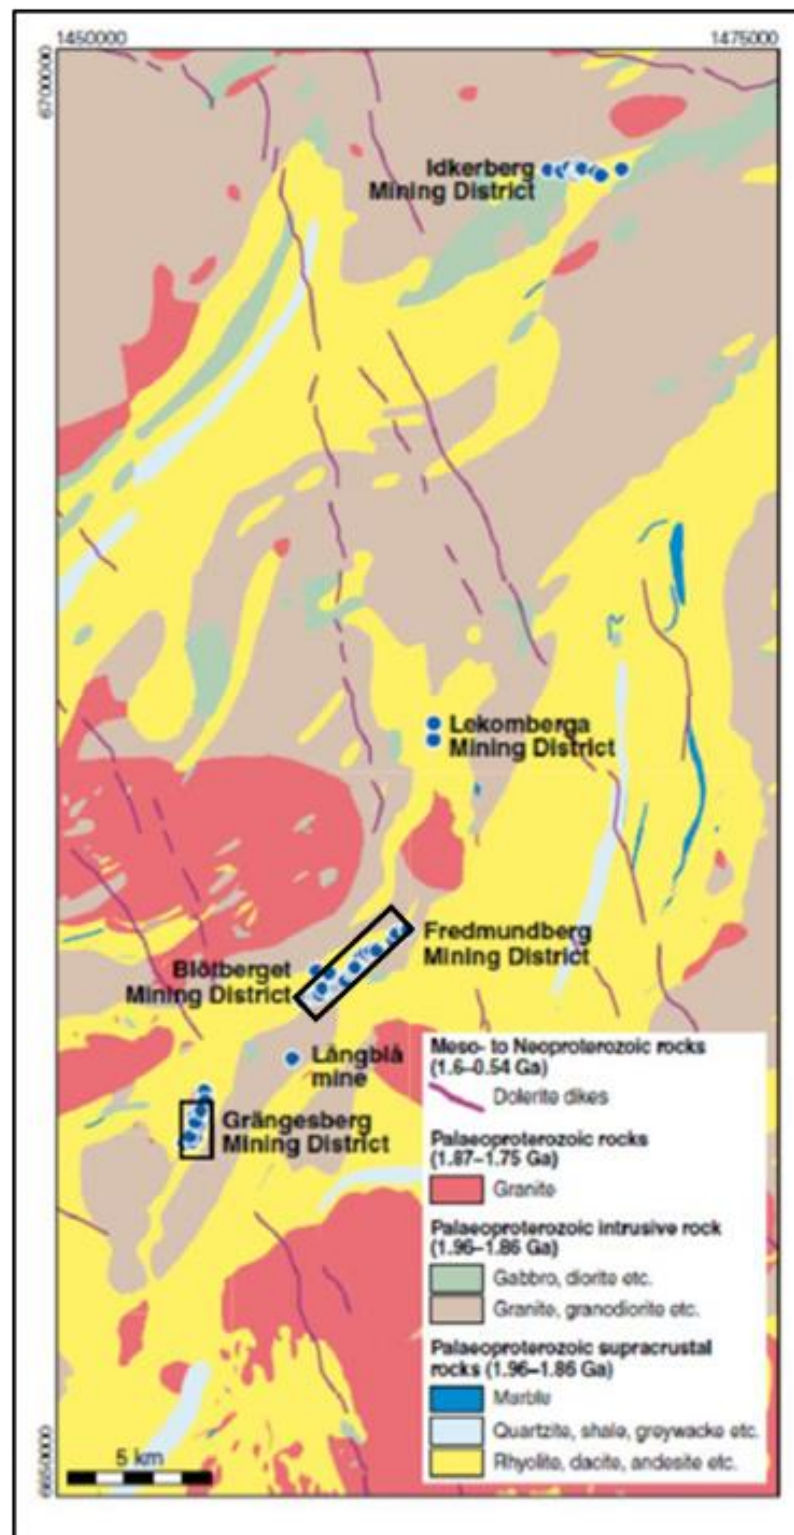 1450000
1475000
6700000
Idkerberg
Mining District
Lekomberga
Mining District
Fredmundberg
Mining District
Blötberget
Mining District
Långblå
mine
Grängesberg
Mining District
Meso- to Neoproterozoic rocks
(1.6–0.54 Ga)
Dolerite dikes
Palaeoproterozoic rocks
(1.87–1.75 Ga)
Granite
Palaeoproterozoic intrusive rock
(1.96–1.86 Ga)
Gabbro, diorite etc.
Granite, granodiorite etc.
Palaeoproterozoic supracrustal
rocks (1.96–1.86 Ga)
Marble
Quartzite, shale, greywacke etc.
Rhyolite, dacite, andesite etc.
5 km
6650000